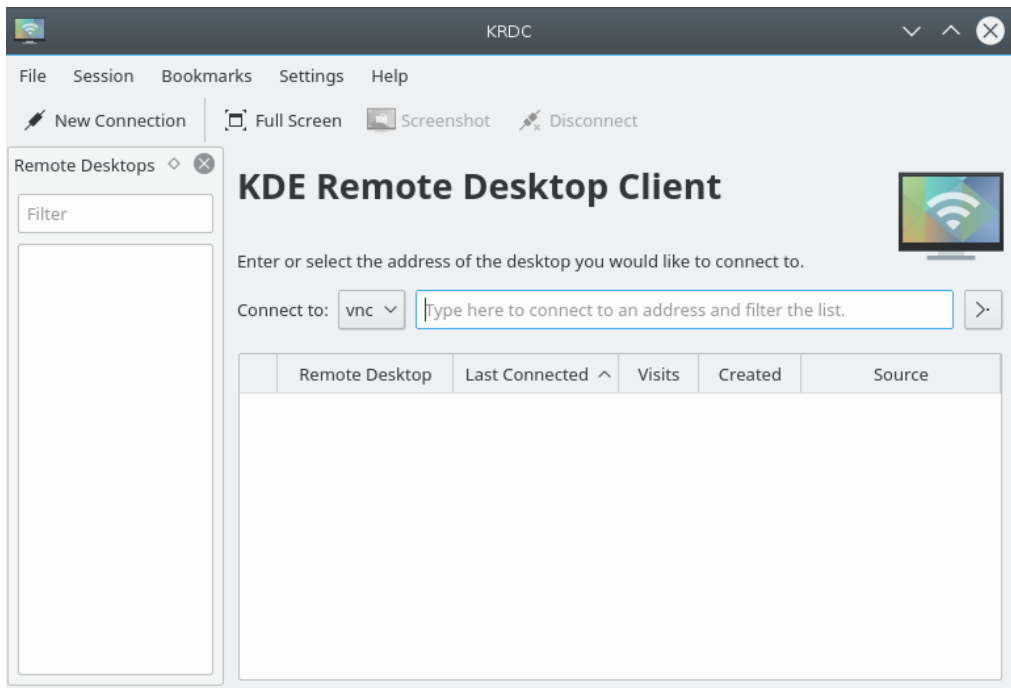 KRDC
File Session Bookmarks Settings Help
New Connection Full Screen Screenshot Disconnect
Remote Desktops
Filter
KDE Remote Desktop Client
Enter or select the address of the desktop you would like to connect to.
Connect to: vnc Type here to connect to an address and filter the list.
Remote Desktop Last Connected Visits Created Source